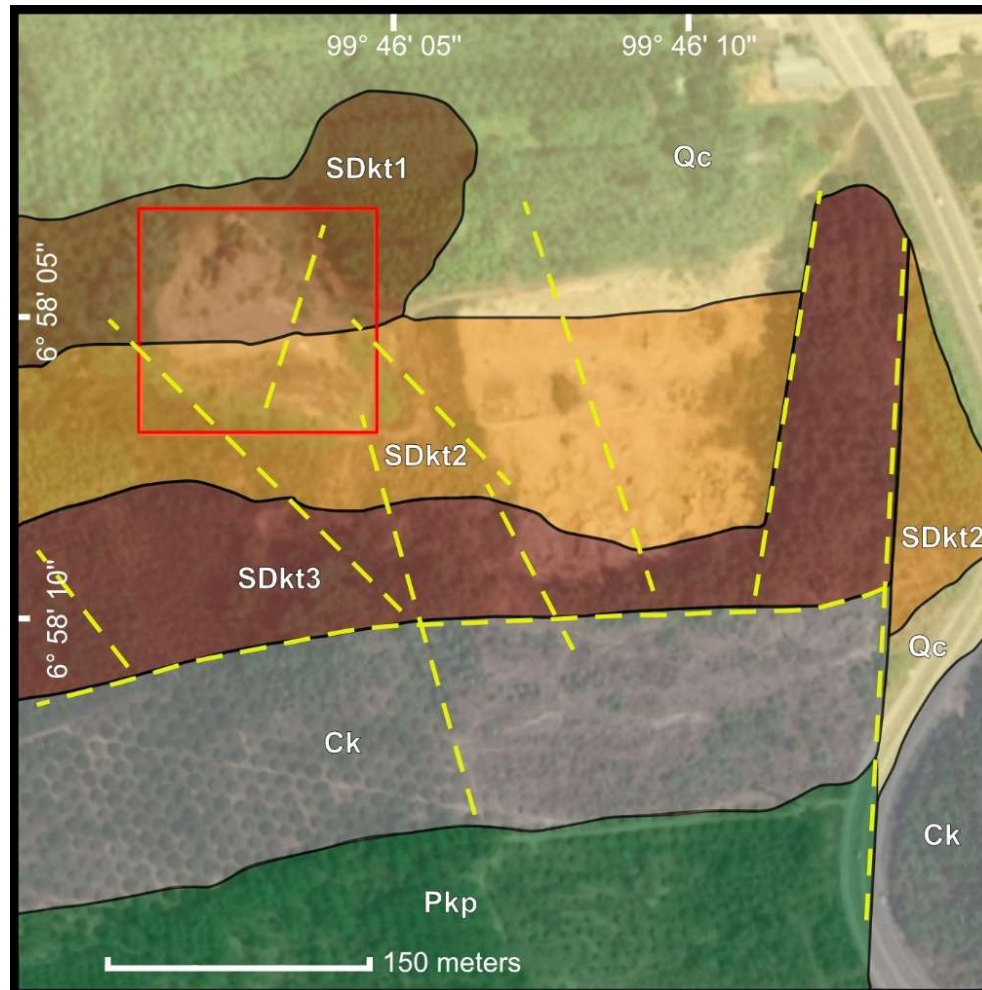 99° 46' 05"
99° 46' 10"
SDkt1
Qc
6° 58' 05"
SDkt2
SDkt2
SDkt3
6° 58' 10"
Qc
Ck
Ck
Pkp
150 meters